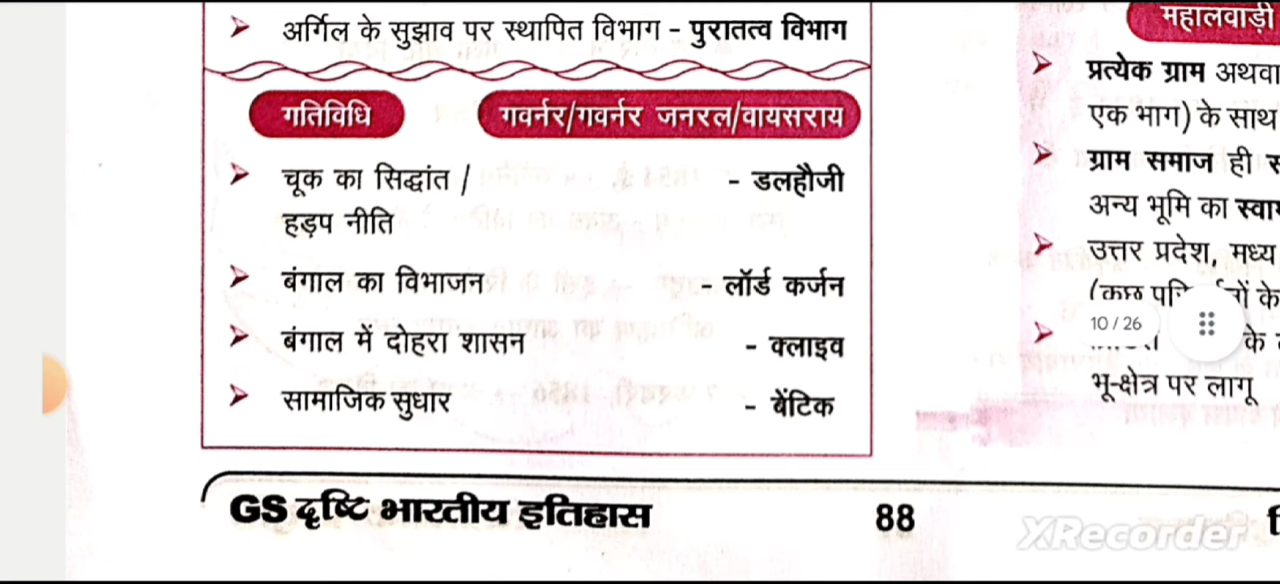 अर्गिल के सुझाव पर स्थापित विभाग - पुरातत्व विभाग
गतिविधि गवर्नर/गवर्नर जनरल/वायसराय
चूक का सिद्धांत / - डलहौजी
हड़प नीति
बंगाल का विभाजन - लॉर्ड कर्जन
बंगाल में दोहरा शासन - क्लाइव
सामाजिक सुधार - बेंटिक
महालवाड़ी
प्रत्येक ग्राम अथवा
एक भाग) के साथ
ग्राम समाज ही
अन्य भूमि का
उत्तर प्रदेश, मध्य
(कुछ के
10 / 26
के
भू-क्षेत्र पर लागू
GS दृष्टि भारतीय इतिहास 88
XRecorder